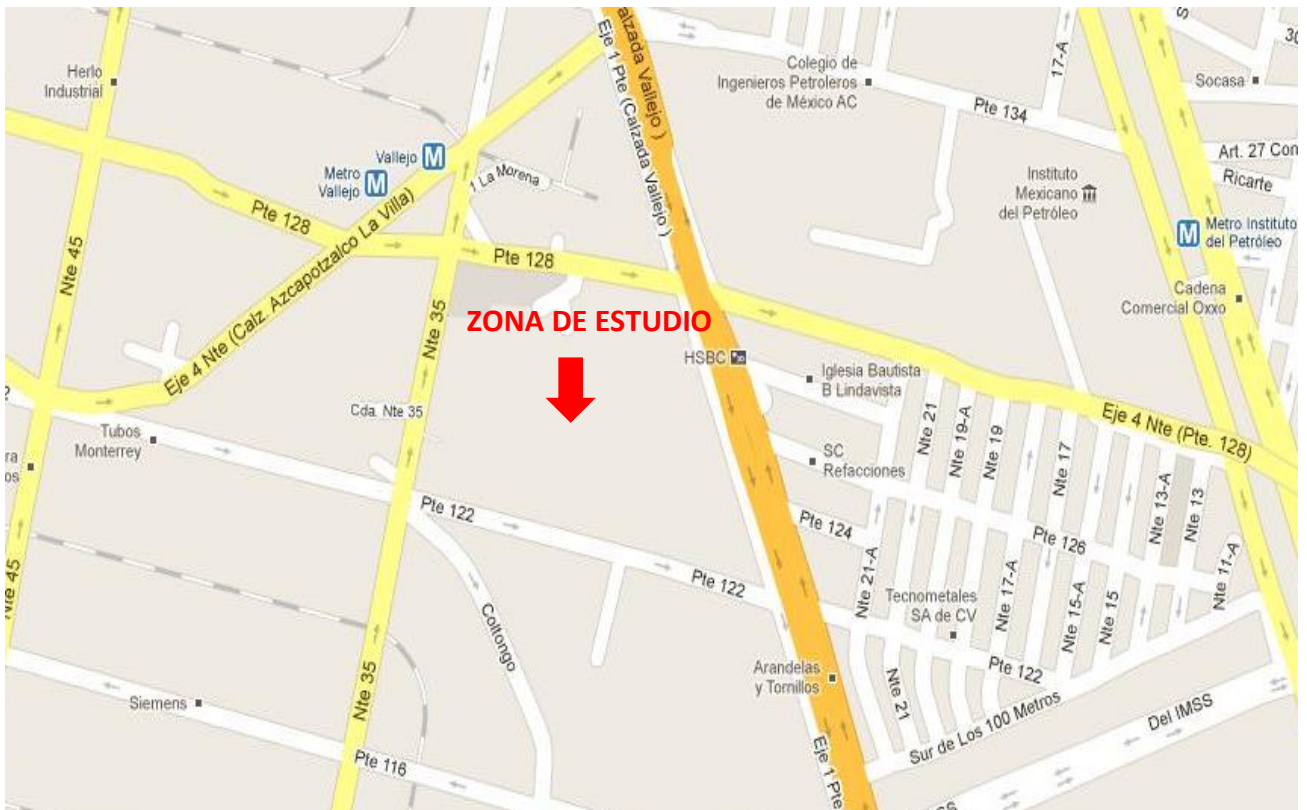 Herlo
Industrial
Calzada Vallejo )
Eje 1 Pte (Calzada Vallejo )
Colegio de
Ingenieros Petroleros
de México AC
17-A
30
Socasa
Pte 134
Art. 27 Con
Ricarte
Vallejo M
Metro
Vallejo M
1 La Morena
Instituto
Mexicano
del Petróleo
M Metro Instituto
del Petróleo
Pte 128
Pte 128
Nte 45
Eje 4 Nte (Calz. Azcapotzalco La Villa)
Nte 35
Cadena
Comercial Oxxo
ZONA DE ESTUDIO
HSBC
Iglesia Bautista
B Lindavista
Cda. Nte 35
Tubos
Monterrey
ra
os
Nte 21
Nte 19-A
Nte 19
Nte 17
Eje 4 Nte (Pte. 128)
SC
Refacciones
Nte 13-A
Nte 13
Pte 122
Pte 124
Pte 126
Nte 45
Pte 122
Nte 21-A
Nte 17-A
Nte 15-A
Nte 15
Nte 11-A
Tecnometales
SA de CV
Coltongo
Pte 122
Arandelas
y Tornillos
Nte 35
Siemens
Nte 21
Sur de Los 100 Metros
Del IMSS
Pte 116
Eje 1 Pte